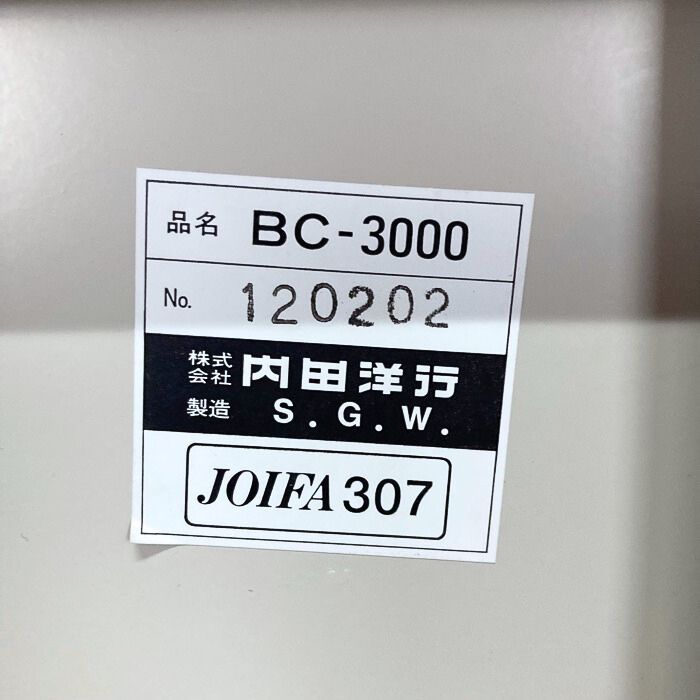 品名 BC-3000
No. 120202
株式会社 内田洋行
製造 S.G.W.
JOIFA 307